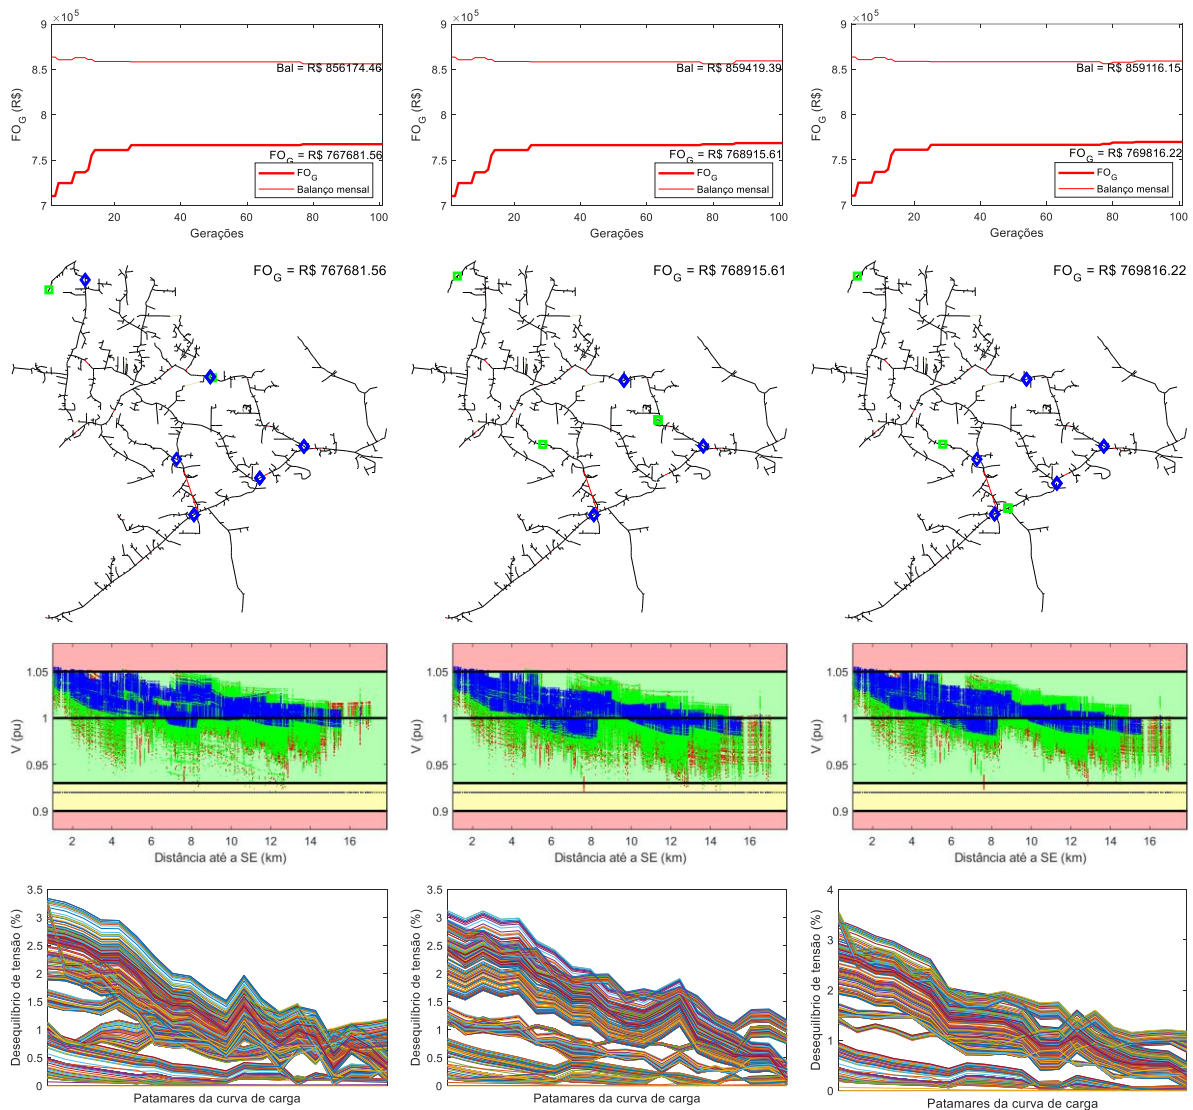 ×10⁵
9
8.5
8
7.5
7
FO_G (R$)
Bal = R$ 856174.46
FO_G = R$ 767681.56
FO_G
Balanço mensal
20 40 60 80 100
Gerações
×10⁵
9
8.5
8
7.5
7
FO_G (R$)
Bal = R$ 859419.39
FO_G = R$ 768915.61
FO_G
Balanço mensal
20 40 60 80 100
Gerações
×10⁵
9
8.5
8
7.5
7
FO_G (R$)
Bal = R$ 859116.15
FO_G = R$ 769816.22
FO_G
Balanço mensal
20 40 60 80 100
Gerações
FO_G = R$ 767681.56
FO_G = R$ 768915.61
FO_G = R$ 769816.22
1.05
1
0.95
0.9
V (pu)
2 4 6 8 10 12 14 16
Distância até a SE (km)
1.05
1
0.95
0.9
V (pu)
2 4 6 8 10 12 14 16
Distância até a SE (km)
1.05
1
0.95
0.9
V (pu)
2 4 6 8 10 12 14 16
Distância até a SE (km)
3.5
3
2.5
2
1.5
1
0.5
0
Desequilíbrio de tensão (%)
Patamares da curva de carga
3.5
3
2.5
2
1.5
1
0.5
0
Desequilíbrio de tensão (%)
Patamares da curva de carga
4
3
2
1
0
Desequilíbrio de tensão (%)
Patamares da curva de carga